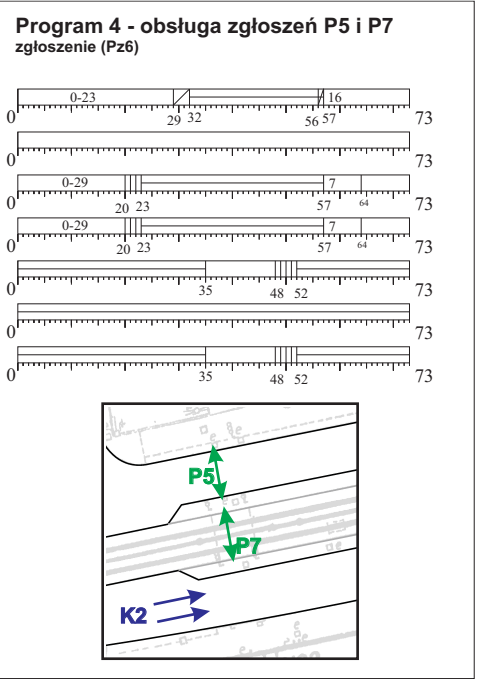 Program 4 - obsługa zgłoszeń P5 i P7
zgłoszenie (Pz6)
0-23 16
0 29 32 56 57 73
0 73
0-29 7
0 20 23 57 64 73
0-29 7
0 20 23 57 64 73
0 35 48 52 73
0 73
0 35 48 52 73
P5
P7
K2